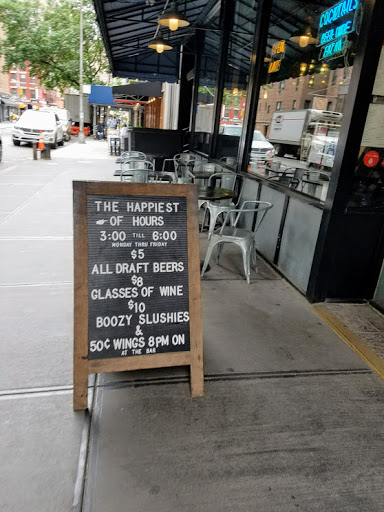 THE HAPPIEST
OF HOURS
3:00 TILL 6:00
MONDAY THRU FRIDAY
$5
ALL DRAFT BEERS
$8
GLASSES OF WINE
$10
BOOZY SLUSHIES
&
50¢ WINGS 8PM ON
AT THE BAR
COCKTAILS